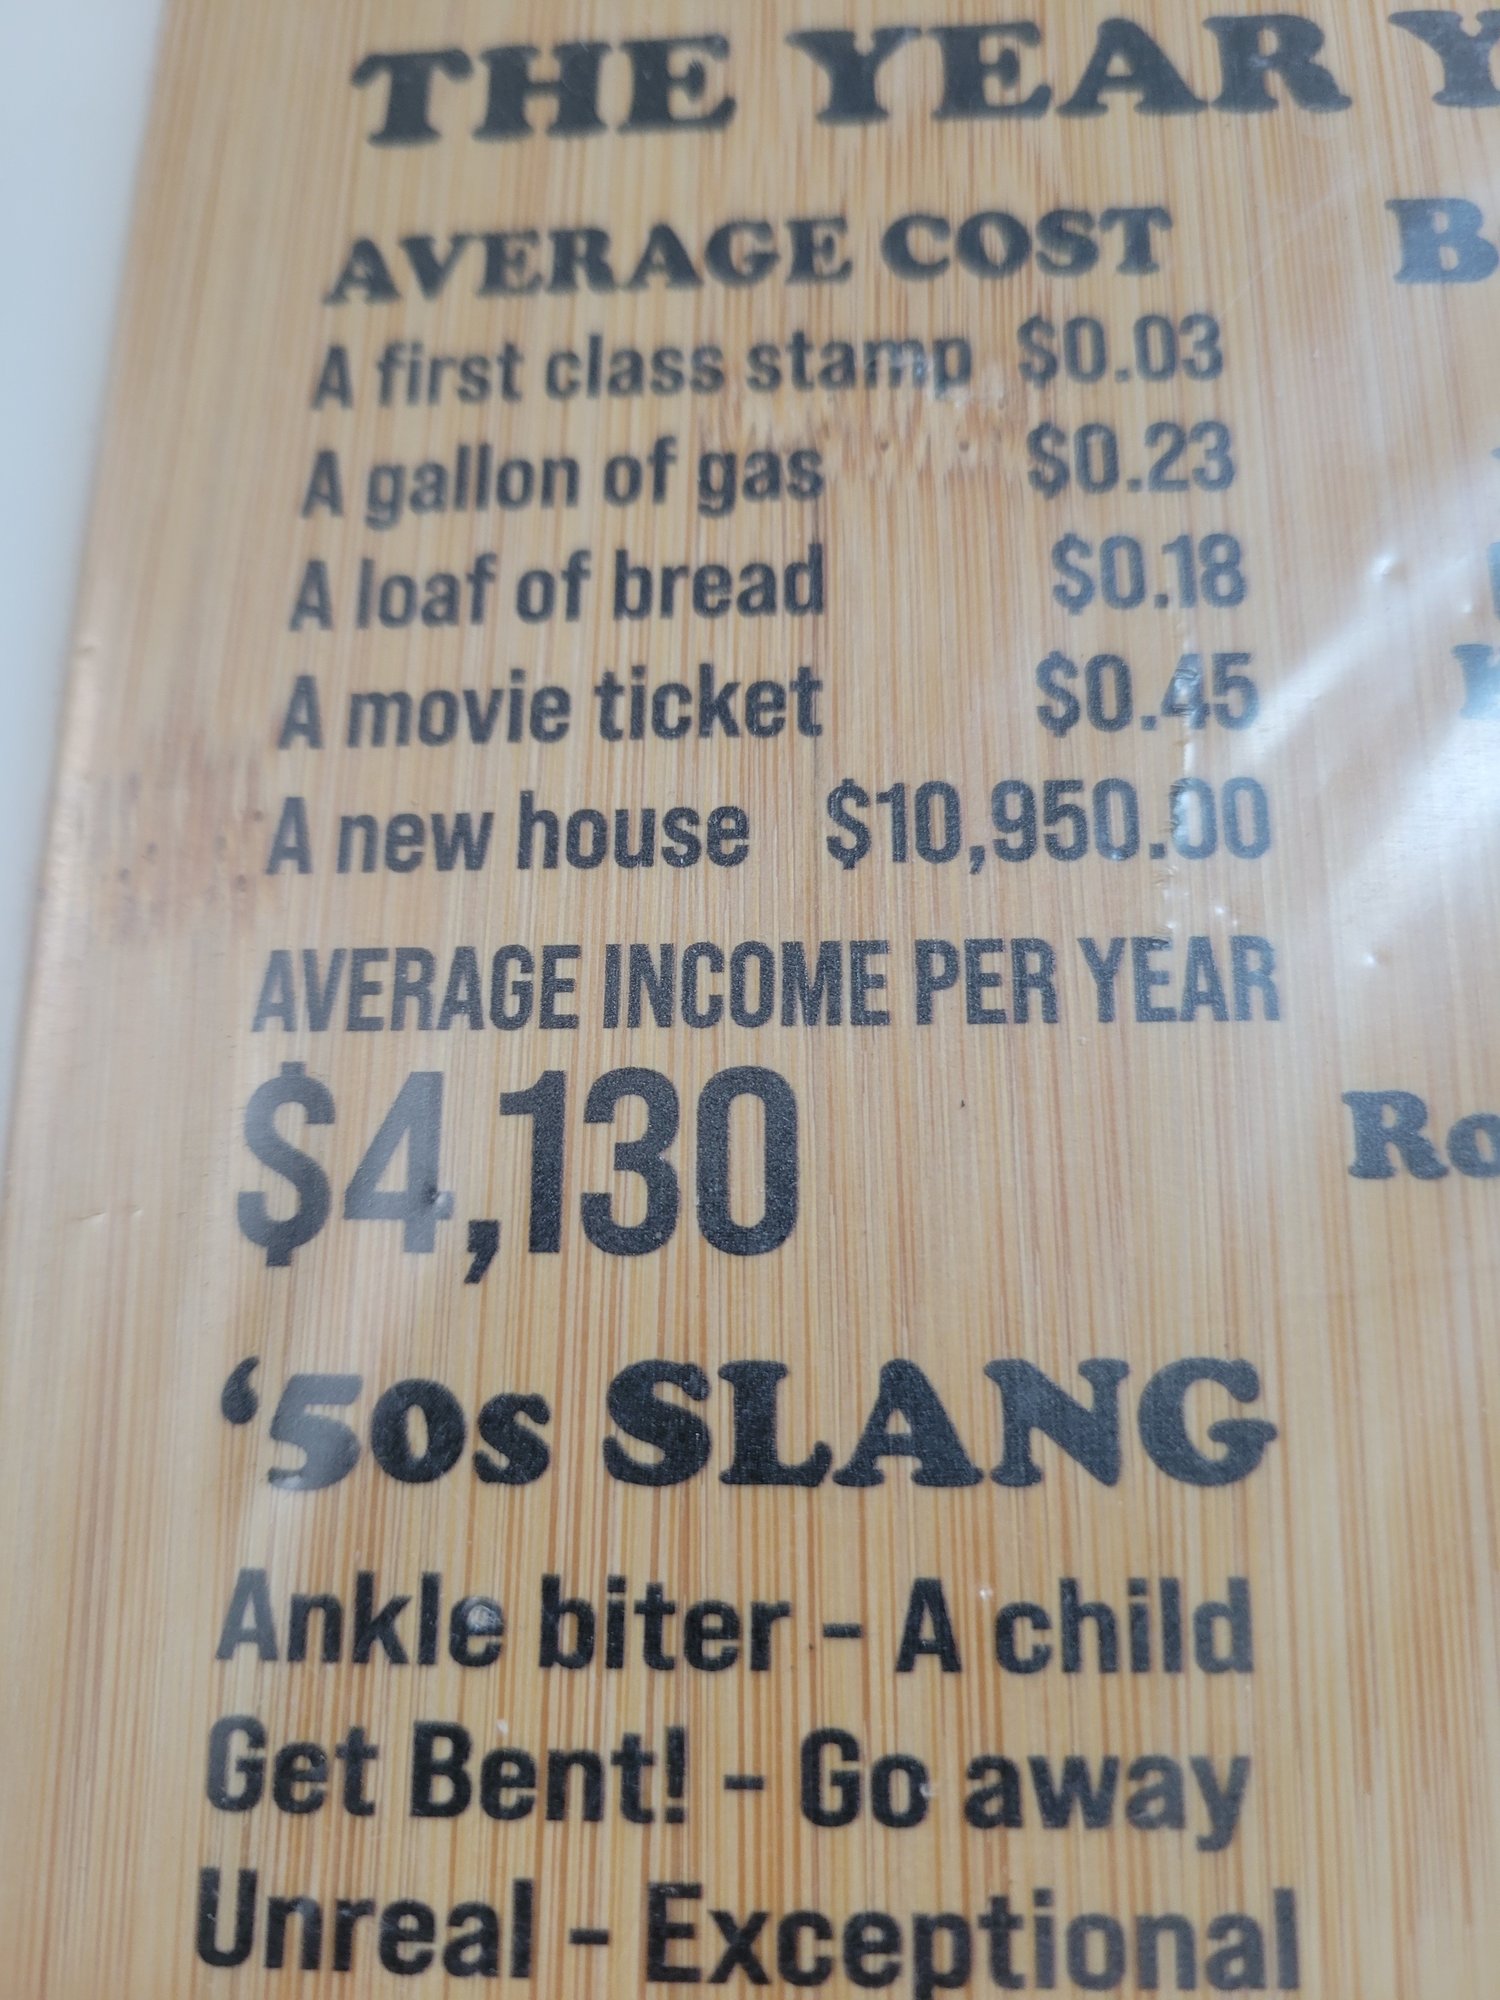 THE YEAR Y
AVERAGE COST
A first class stamp $0.03
A gallon of gas $0.23
A loaf of bread $0.18
A movie ticket $0.45
A new house $10,950.00
AVERAGE INCOME PER YEAR
$4,130
‘50s SLANG
Ankle biter - A child
Get Bent! - Go away
Unreal - Exceptional
B
Ro